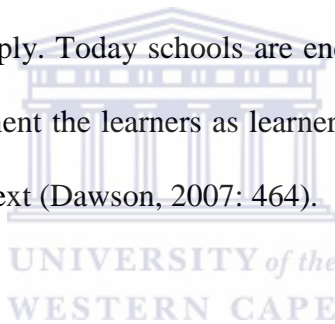 ply. Today schools are en
ent the learners as learner
ext (Dawson, 2007: 464).
UNIVERSITY of the
WESTERN CAPE